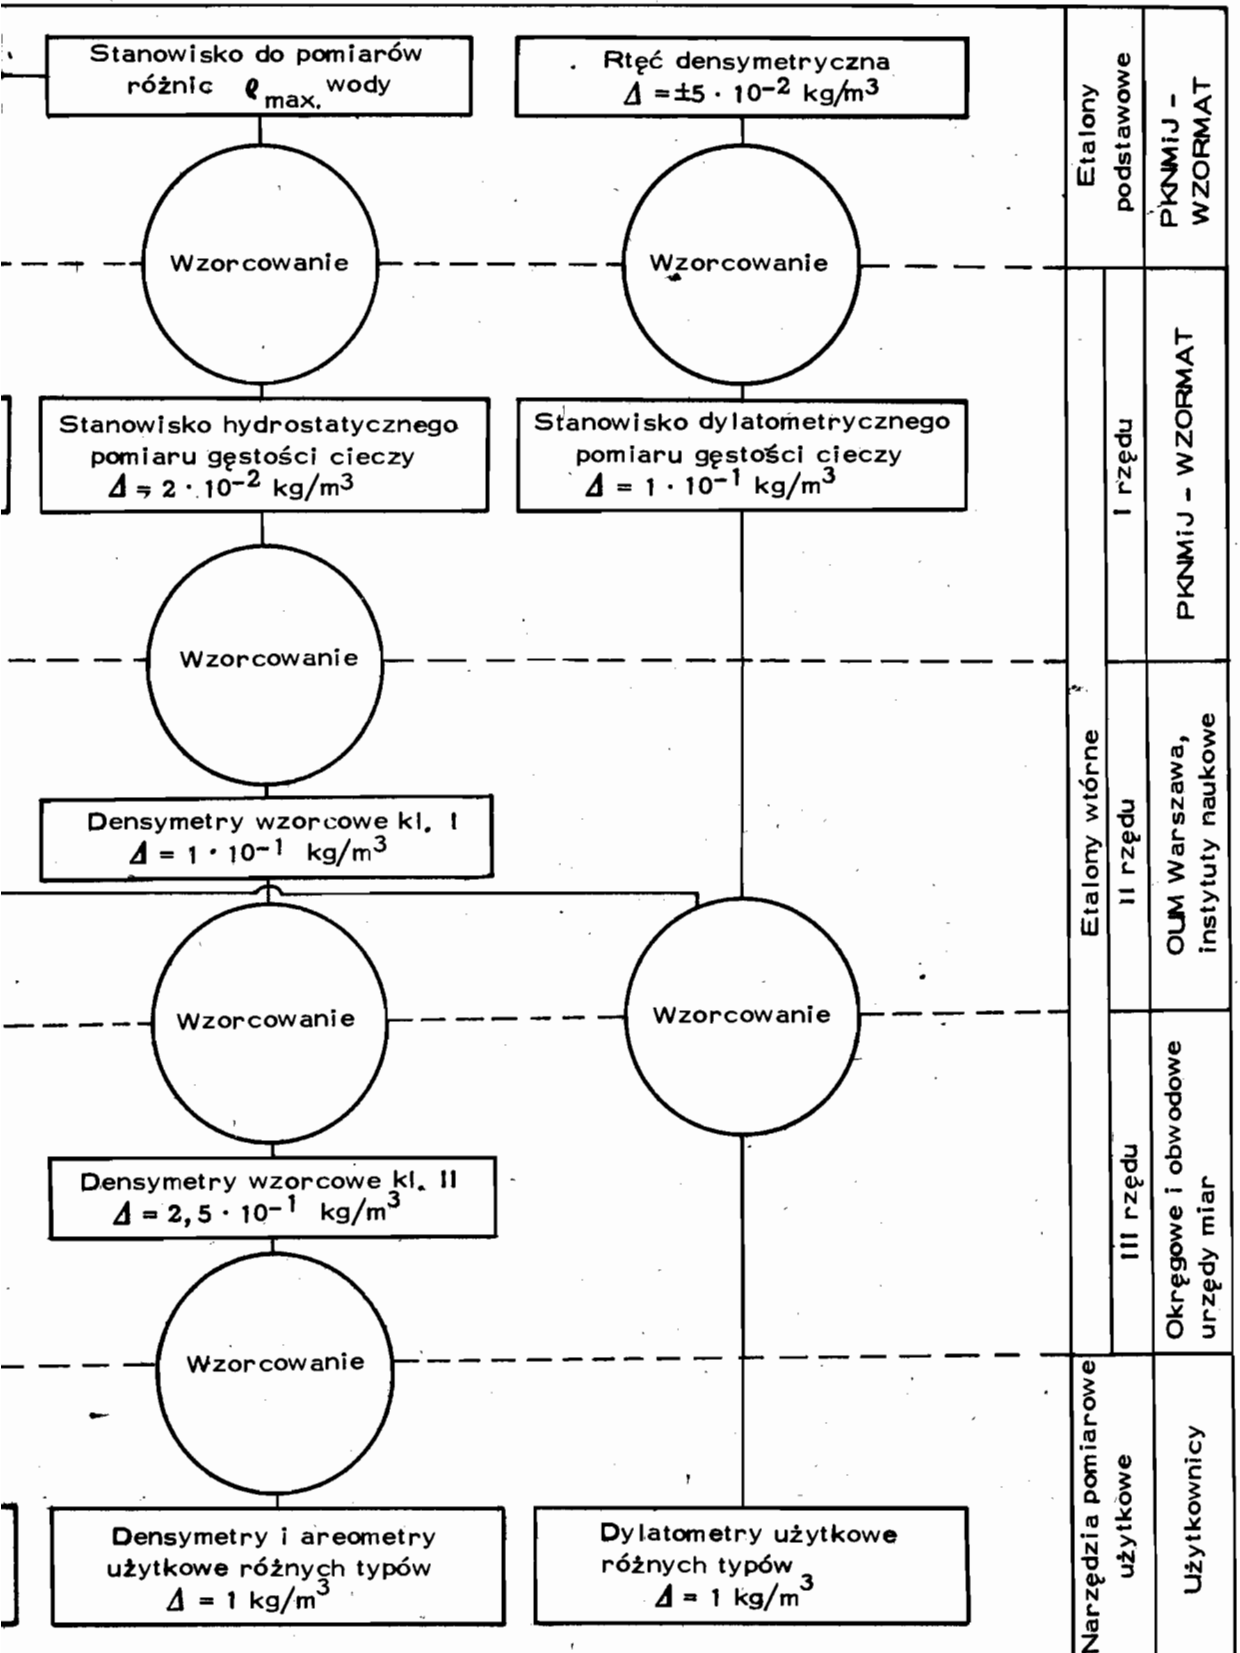 Stanowisko do pomiarów
różnic ϱ max. wody
Rtęć densymetryczna
Δ = ±5 · 10⁻² kg/m³
Wzorcowanie
Wzorcowanie
Stanowisko hydrostatycznego
pomiaru gęstości cieczy
Δ = 2 · 10⁻² kg/m³
Stanowisko dylatometrycznego
pomiaru gęstości cieczy
Δ = 1 · 10⁻¹ kg/m³
Wzorcowanie
Densymetry wzorcowe kl. I
Δ = 1 · 10⁻¹ kg/m³
Wzorcowanie
Wzorcowanie
Densymetry wzorcowe kl. II
Δ = 2,5 · 10⁻¹ kg/m³
Wzorcowanie
Densymetry i areometry
użytkowe różnych typów
Δ = 1 kg/m³
Dylatometry użytkowe
różnych typów
Δ = 1 kg/m³
Etalony
podstawowe
PKNMiJ -
WZORMAT
Etalony wtórne
I rzędu
PKNMiJ - WZORMAT
II rzędu
OUM Warszawa,
instytuty naukowe
III rzędu
Okręgowe i obwodowe
urzędy miar
Narzędzia pomiarowe
użytkowe
Użytkownicy